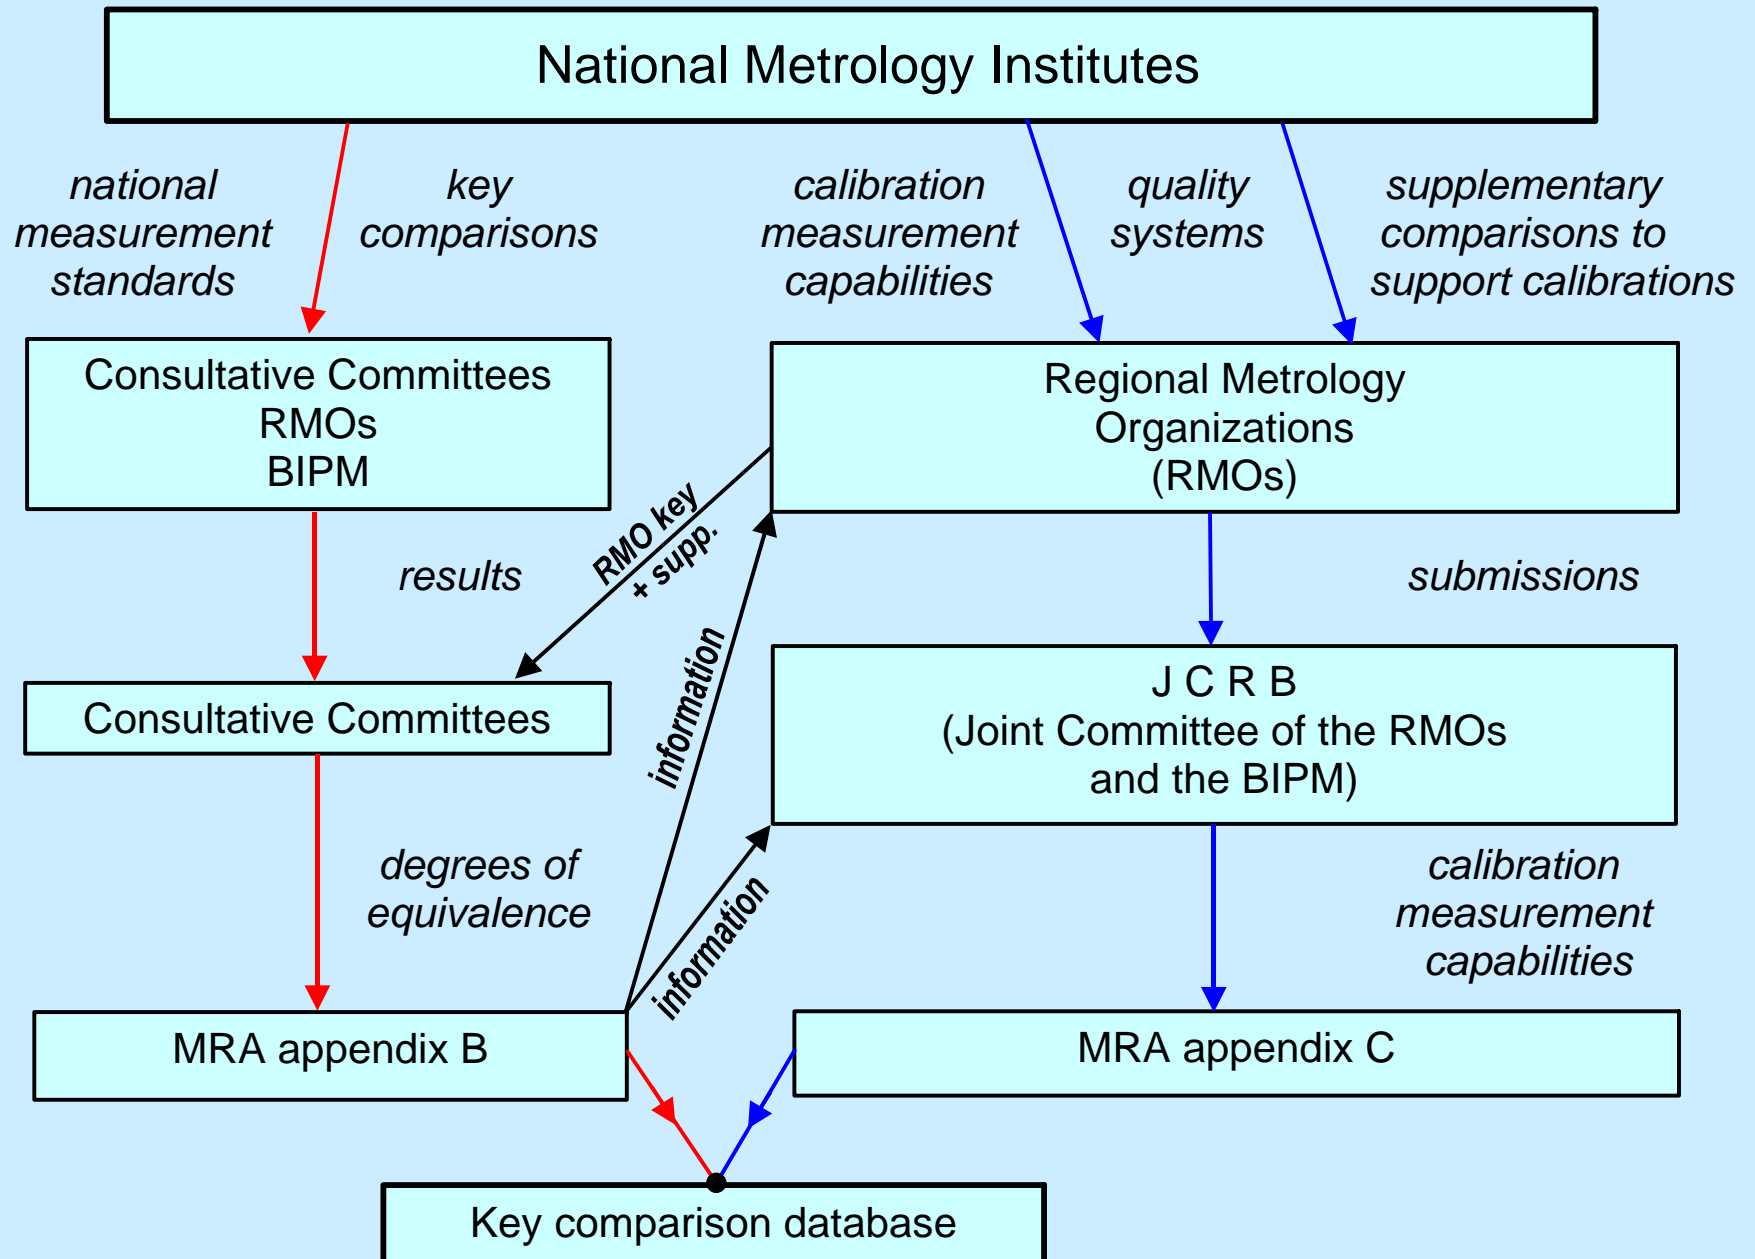 National Metrology Institutes
national
measurement
standards
key
comparisons
calibration
measurement
capabilities
quality
systems
supplementary
comparisons to
support calibrations
Consultative Committees
RMOs
BIPM
Regional Metrology
Organizations
(RMOs)
results
RMO key
+ supp.
submissions
information
Consultative Committees
J C R B
(Joint Committee of the RMOs
and the BIPM)
degrees of
equivalence
information
calibration
measurement
capabilities
MRA appendix B
MRA appendix C
Key comparison database